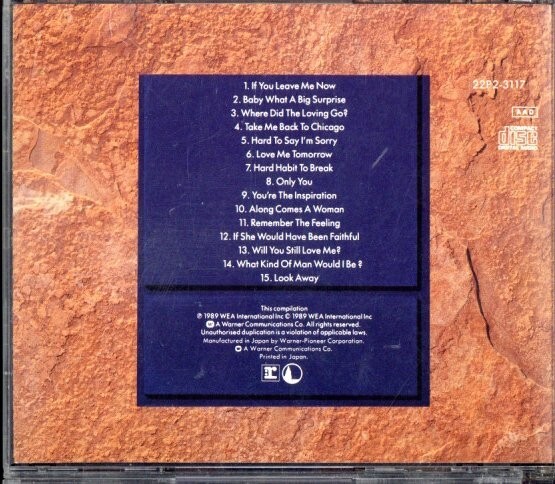 1. If You Leave Me Now
2. Baby What A Big Surprise
3. Where Did The Loving Go?
4. Take Me Back To Chicago
5. Hard To Say I'm Sorry
6. Love Me Tomorrow
7. Hard Habit To Break
8. Only You
9. You're The Inspiration
10. Along Comes A Woman
11. Remember The Feeling
12. If She Would Have Been Faithful
13. Will You Still Love Me?
14. What Kind Of Man Would I Be ?
15. Look Away
22P2-3117
AAD
COMPACT
disc
DIGITAL AUDIO
This compilation
℗ 1989 WEA International Inc © 1989 WEA International Inc
A Warner Communications Co. All rights reserved.
Unauthorised duplication is a violation of applicable laws.
Manufactured in Japan by Warner-Pioneer Corporation.
A Warner Communications Co.
Printed in Japan.
r